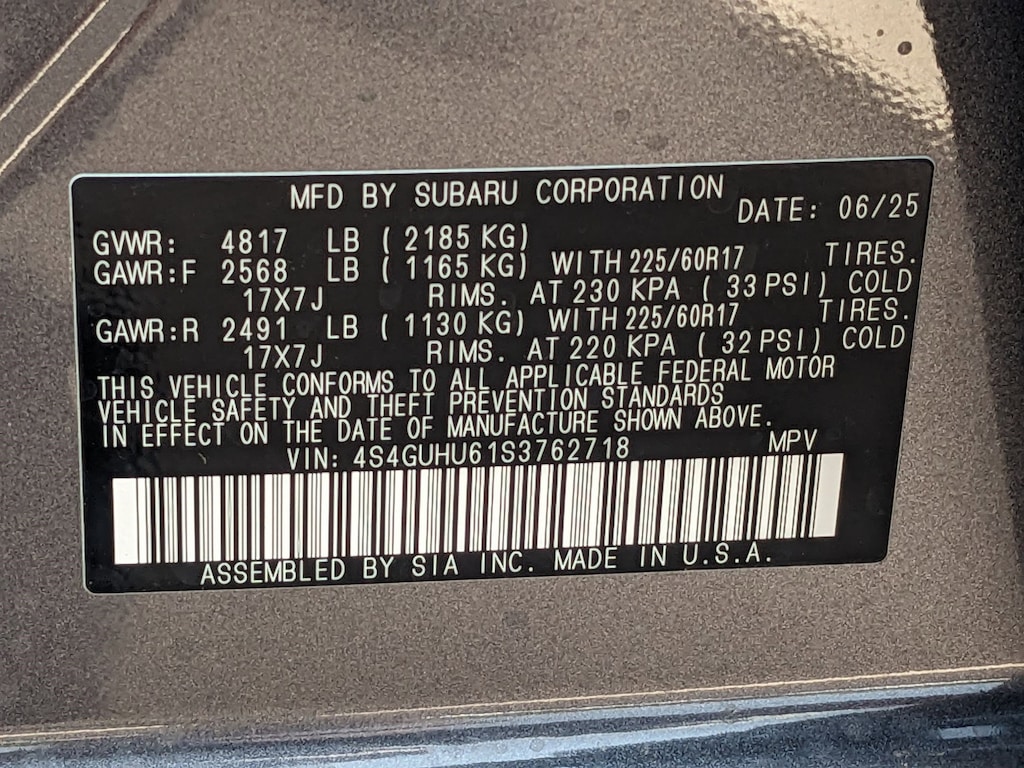 MFD BY SUBARU CORPORATION
DATE: 06/25
GVWR: 4817 LB ( 2185 KG)
GAWR:F 2568 LB ( 1165 KG) WITH 225/60R17 TIRES.
17X7J RIMS. AT 230 KPA ( 33 PSI) COLD
GAWR:R 2491 LB ( 1130 KG) WITH 225/60R17 TIRES.
17X7J RIMS. AT 220 KPA ( 32 PSI) COLD
THIS VEHICLE CONFORMS TO ALL APPLICABLE FEDERAL MOTOR
VEHICLE SAFETY AND THEFT PREVENTION STANDARDS
IN EFFECT ON THE DATE OF MANUFACTURE SHOWN ABOVE.
VIN: 4S4GUHU61S3762718 MPV
ASSEMBLED BY SIA INC. MADE IN U.S.A.